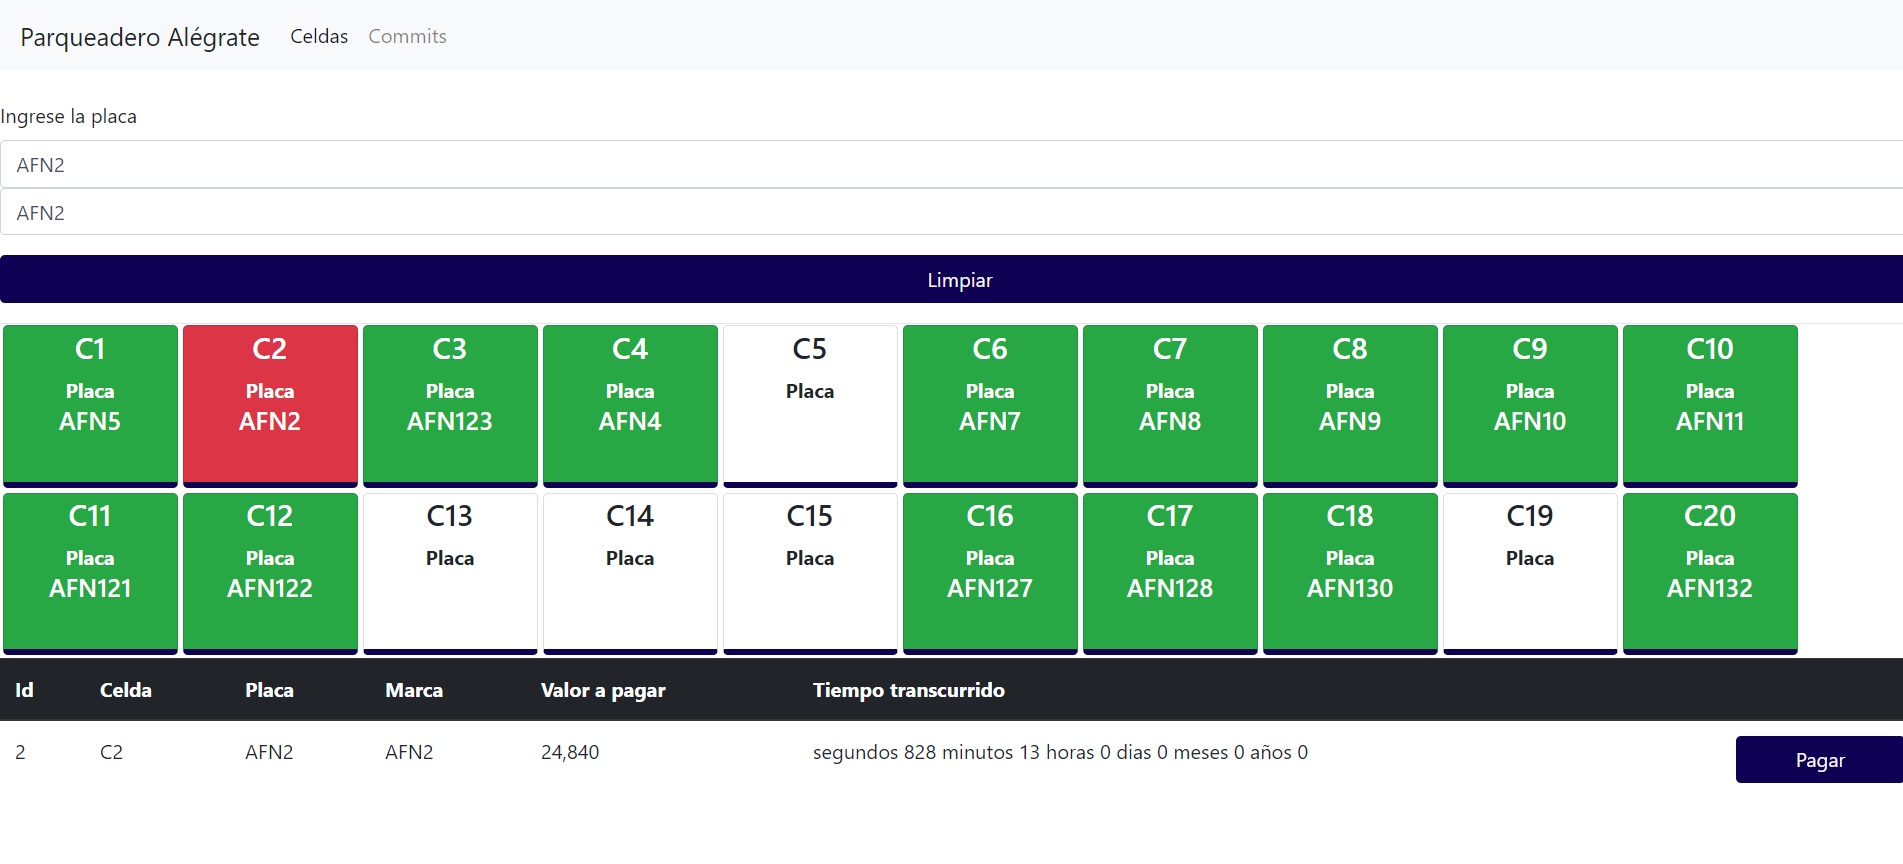 Parqueadero Alégrate Celdas Commits
Ingrese la placa
AFN2
AFN2
Limpiar
C1 C2 C3 C4 C5 C6 C7 C8 C9 C10
Placa Placa Placa Placa Placa Placa Placa Placa Placa Placa
AFN5 AFN2 AFN123 AFN4 AFN7 AFN8 AFN9 AFN10 AFN11
C11 C12 C13 C14 C15 C16 C17 C18 C19 C20
Placa Placa Placa Placa Placa Placa Placa Placa Placa Placa
AFN121 AFN122 AFN127 AFN128 AFN130 AFN132
Id Celda Placa Marca Valor a pagar Tiempo transcurrido
2 C2 AFN2 AFN2 24,840 segundos 828 minutos 13 horas 0 dias 0 meses 0 años 0 Pagar